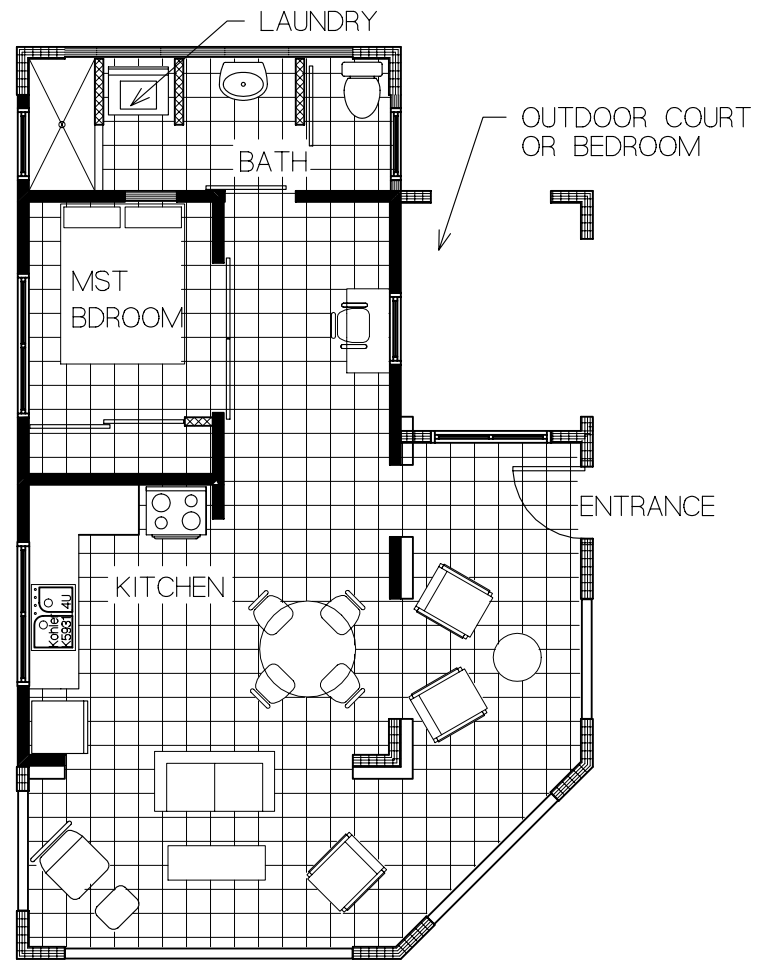 LAUNDRY
OUTDOOR COURT
OR BEDROOM
BATH
MST
BDROOM
ENTRANCE
KITCHEN
Kohler
K5931
4U